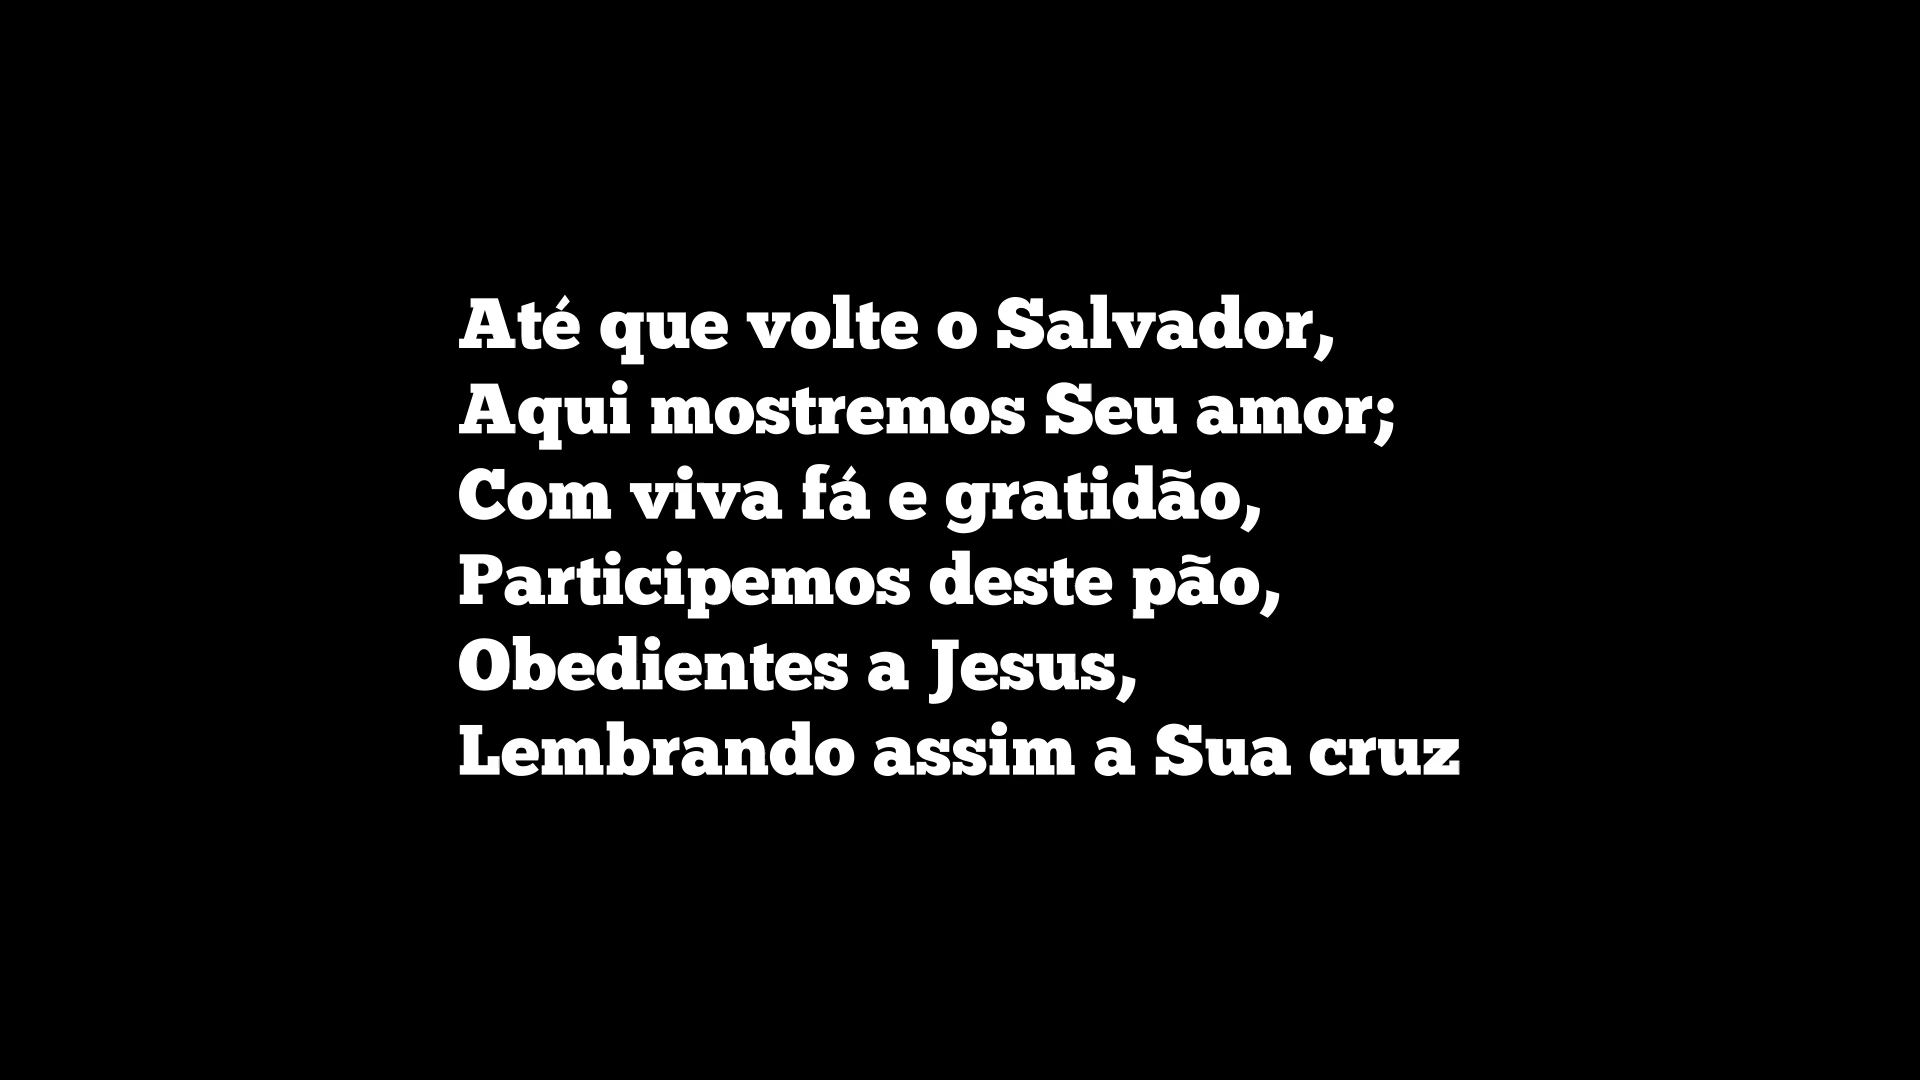 Até que volte o Salvador,
Aqui mostremos Seu amor;
Com viva fá e gratidão,
Participemos deste pão,
Obedientes a Jesus,
Lembrando assim a Sua cruz